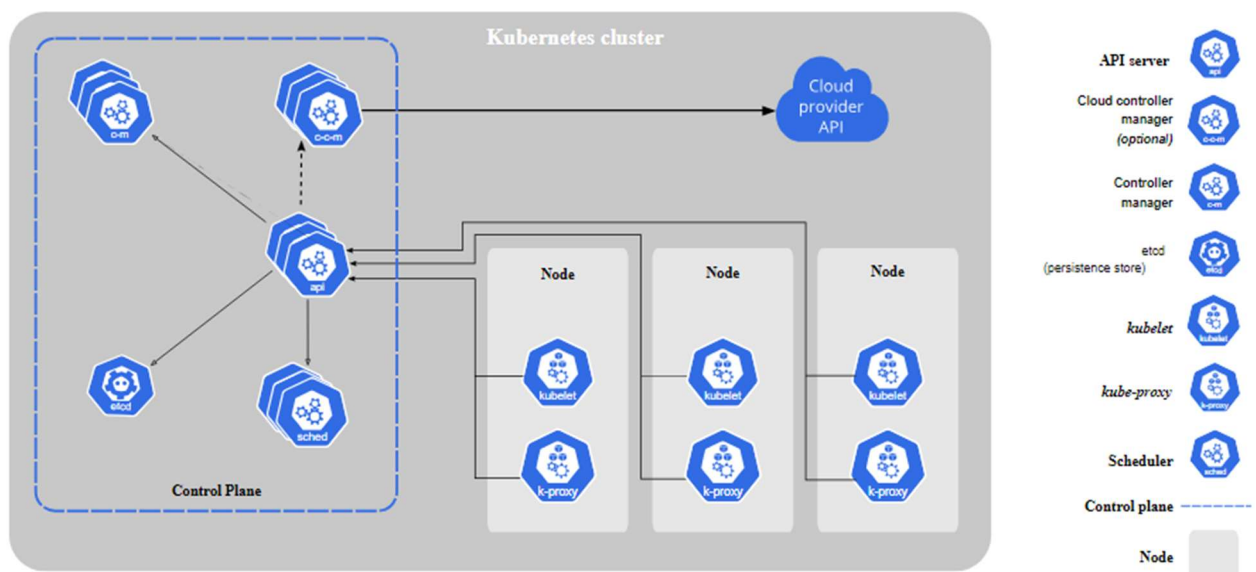 Kubernetes cluster
c-m
c-c-m
Cloud
provider
API
api
etcd
sched
Control Plane
Node
Node
Node
kubelet
kubelet
kubelet
k-proxy
k-proxy
k-proxy
API server
api
Cloud controller
manager
(optional)
c-c-m
Controller
manager
c-m
etcd
(persistence store)
etcd
kubelet
kubelet
kube-proxy
k-proxy
Scheduler
sched
Control plane
Node